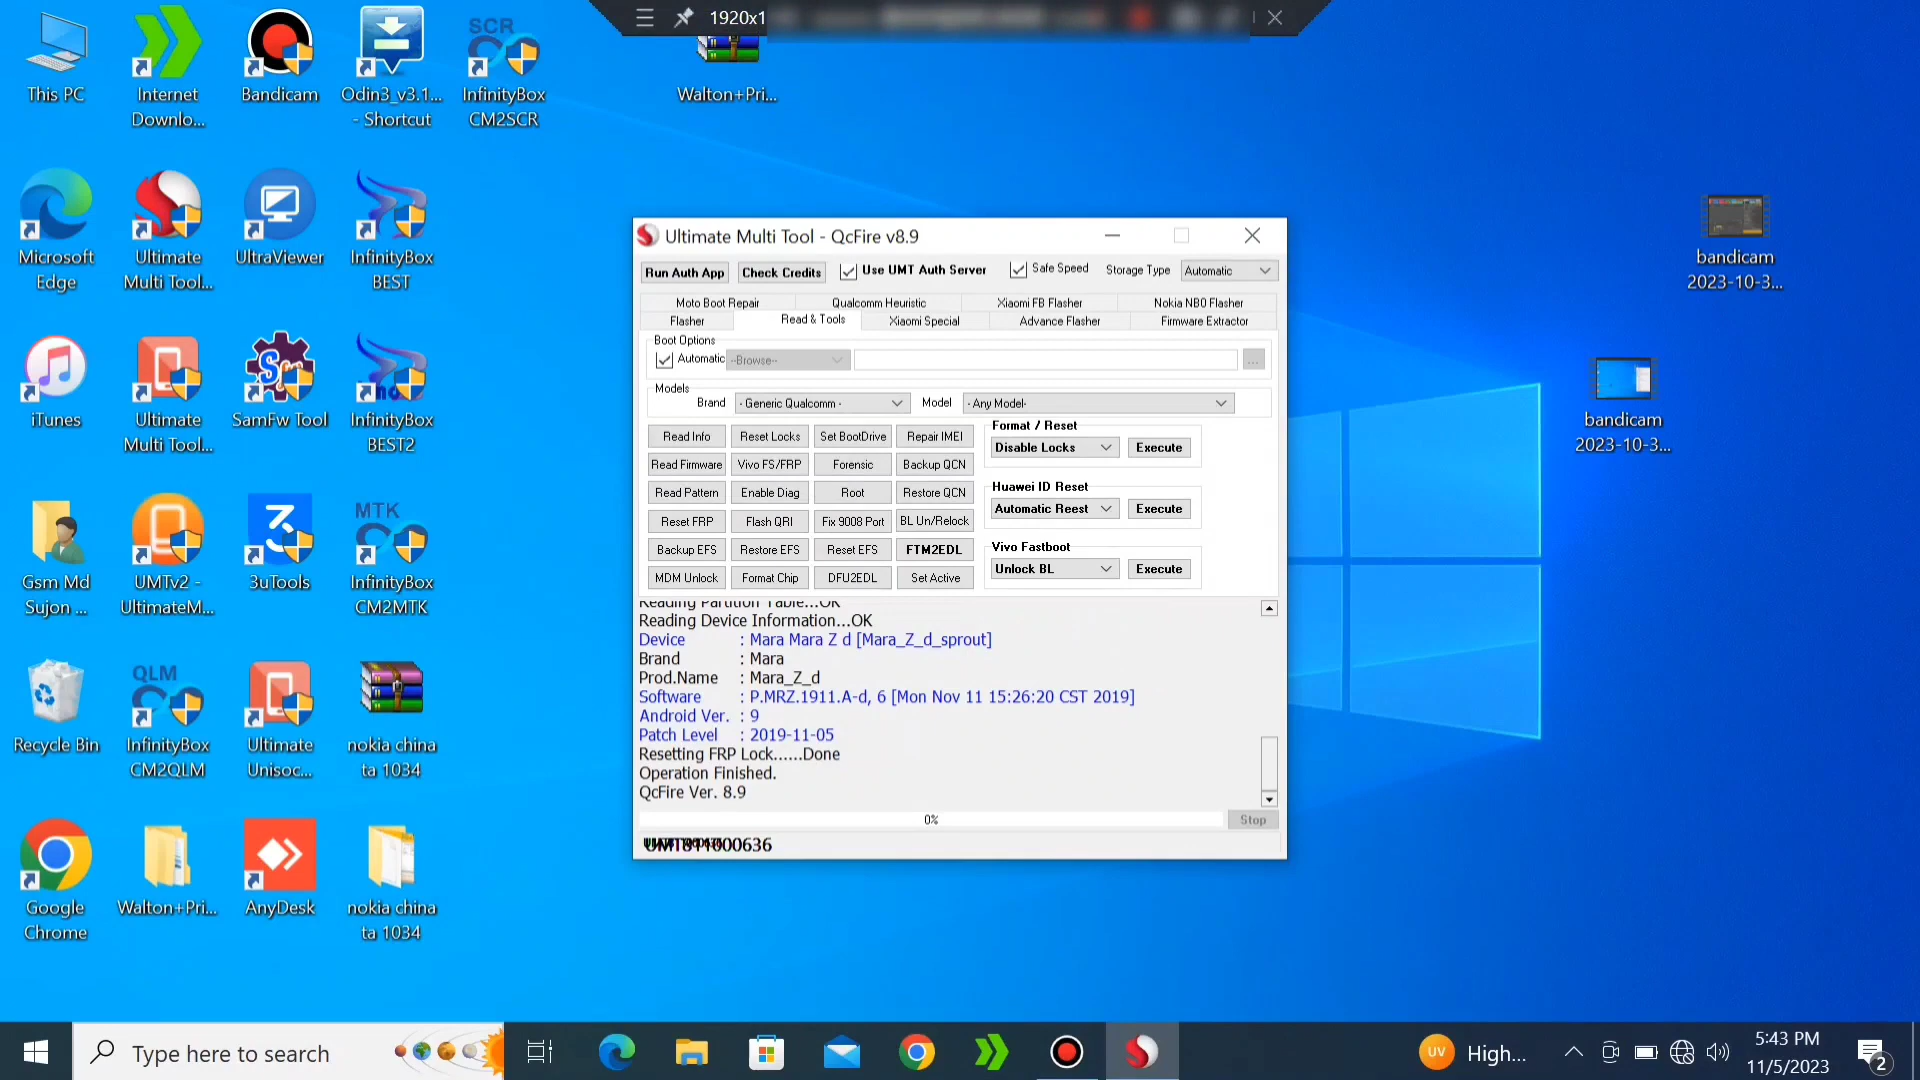 1920x1
This PC
Internet
Downlo...
Bandicam
Odin3_v3.1...
- Shortcut
SCR
InfinityBox
CM2SCR
Walton+Pri...
Microsoft
Edge
Ultimate
Multi Tool...
UltraViewer
InfinityBox
BEST
bandicam
2023-10-3...
iTunes
Ultimate
Multi Tool...
SamFw Tool
InfinityBox
BEST2
bandicam
2023-10-3...
Gsm Md
Sujon ...
UMTv2 -
UltimateM...
3uTools
MTK
InfinityBox
CM2MTK
Recycle Bin
QLM
InfinityBox
CM2QLM
Ultimate
Unisoc...
nokia china
ta 1034
Google
Chrome
Walton+Pri...
AnyDesk
nokia china
ta 1034
Ultimate Multi Tool - QcFire v8.9
Run Auth App Check Credits Use UMT Auth Server Safe Speed Storage Type Automatic
Moto Boot Repair Qualcomm Heuristic Xiaomi FB Flasher Nokia NB0 Flasher
Flasher Read & Tools Xiaomi Special Advance Flasher Firmware Extractor
Boot Options
Automatic --Browse-- ...
Models
Brand - Generic Qualcomm - Model - Any Model-
Read Info Reset Locks Set BootDrive Repair IMEI
Read Firmware Vivo FS/FRP Forensic Backup QCN
Read Pattern Enable Diag Root Restore QCN
Reset FRP Flash QRI Fix 9008 Port BL Un/Relock
Backup EFS Restore EFS Reset EFS FTM2EDL
MDM Unlock Format Chip DFU2EDL Set Active
Format / Reset
Disable Locks Execute
Huawei ID Reset
Automatic Reest Execute
Vivo Fastboot
Unlock BL Execute
Reading Partition Table...OK
Reading Device Information...OK
Device : Mara Mara Z d [Mara_Z_d_sprout]
Brand : Mara
Prod.Name : Mara_Z_d
Software : P.MRZ.1911.A-d, 6 [Mon Nov 11 15:26:20 CST 2019]
Android Ver. : 9
Patch Level : 2019-11-05
Resetting FRP Lock......Done
Operation Finished.
QcFire Ver. 8.9
0% Stop
Type here to search
UV High...
5:43 PM
11/5/2023
2